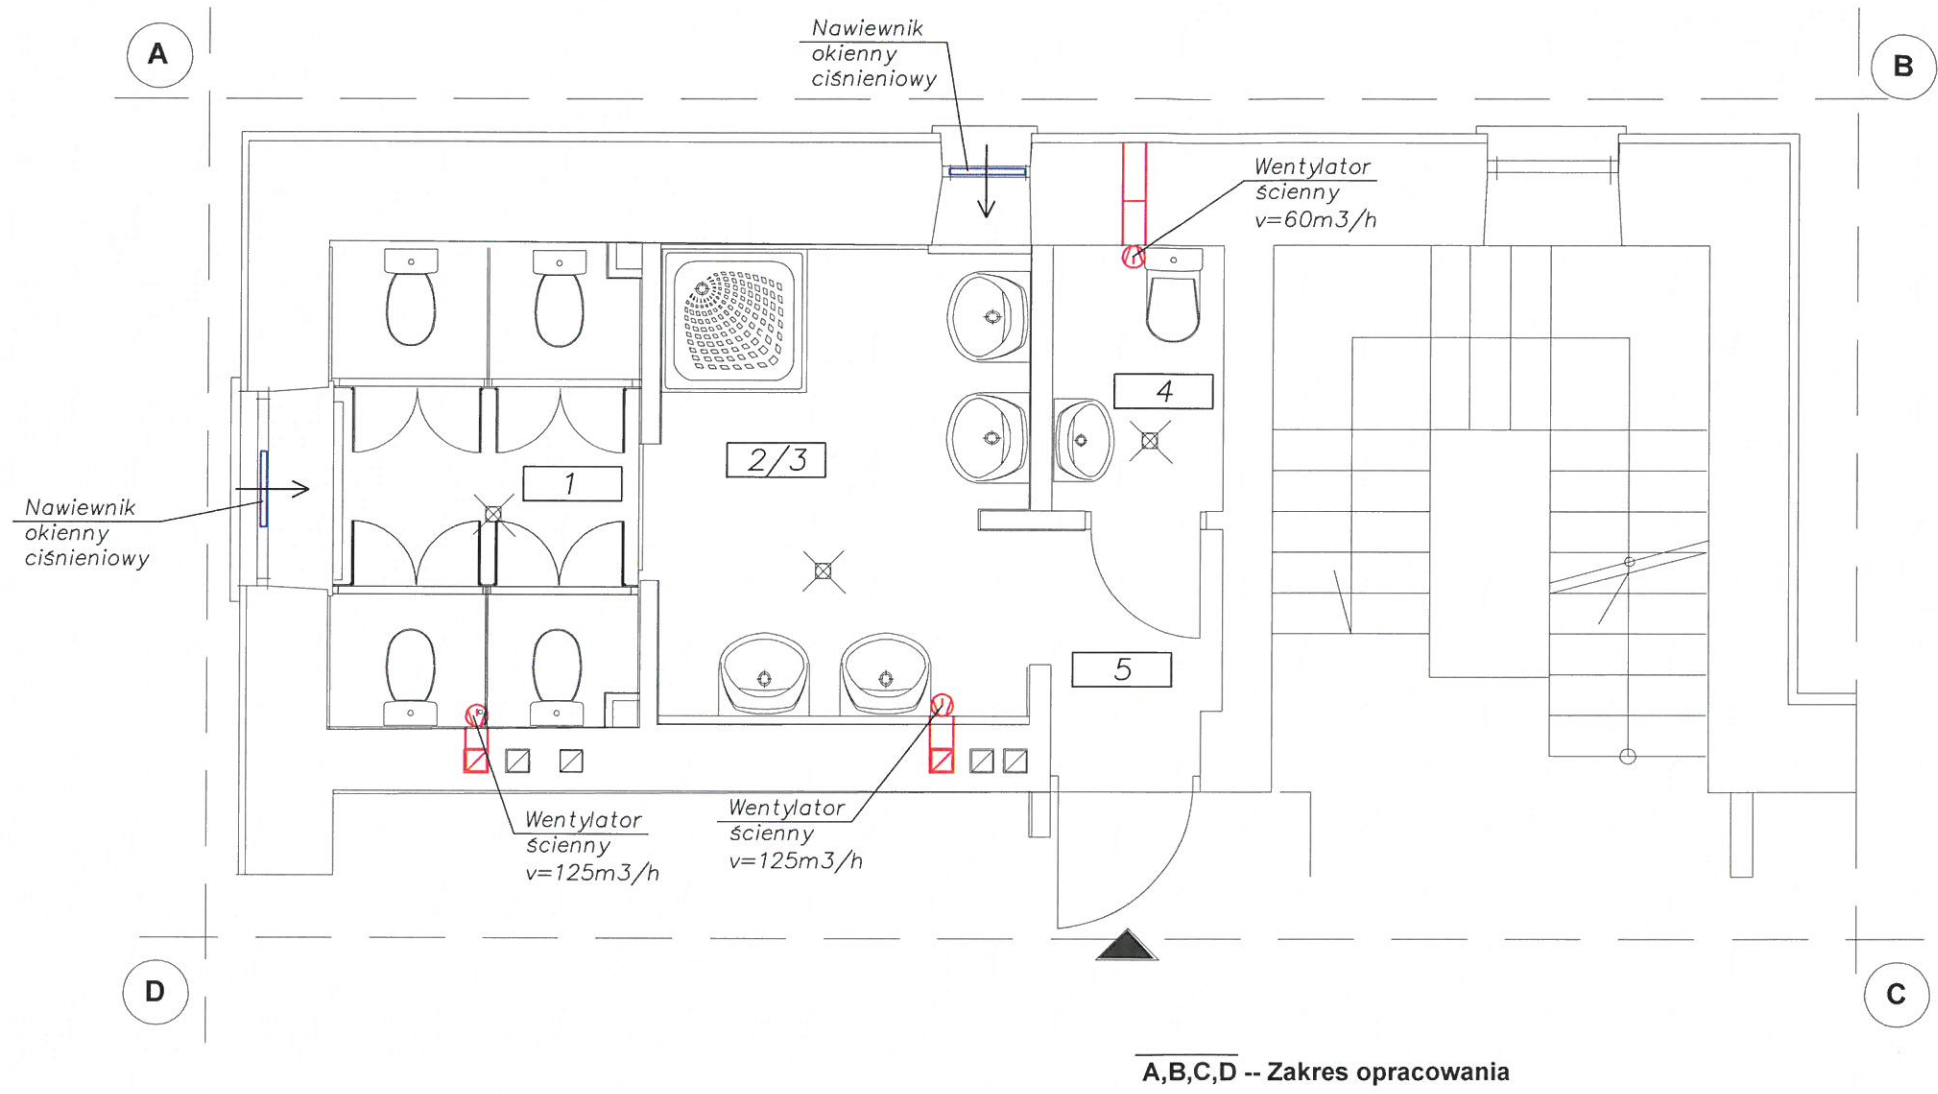 A
Nawiewnik
okienny
ciśnieniowy
B
Wentylator
ścienny
v=60m3/h
4
2/3
1
Nawiewnik
okienny
ciśnieniowy
5
Wentylator
ścienny
v=125m3/h
Wentylator
ścienny
v=125m3/h
D
C
A,B,C,D -- Zakres opracowania